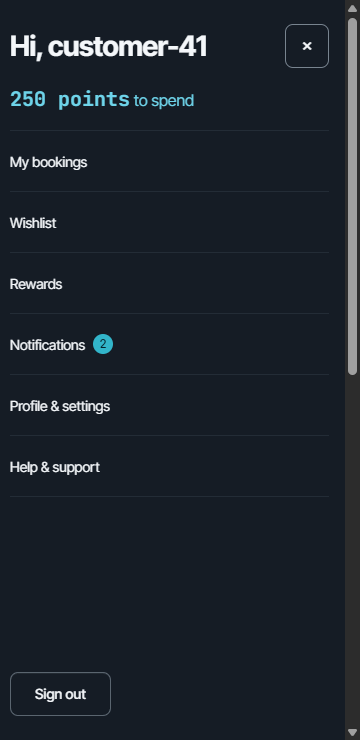 Hi, customer-41
×
250 points to spend
My bookings
Wishlist
Rewards
Notifications 2
Profile & settings
Help & support
Sign out